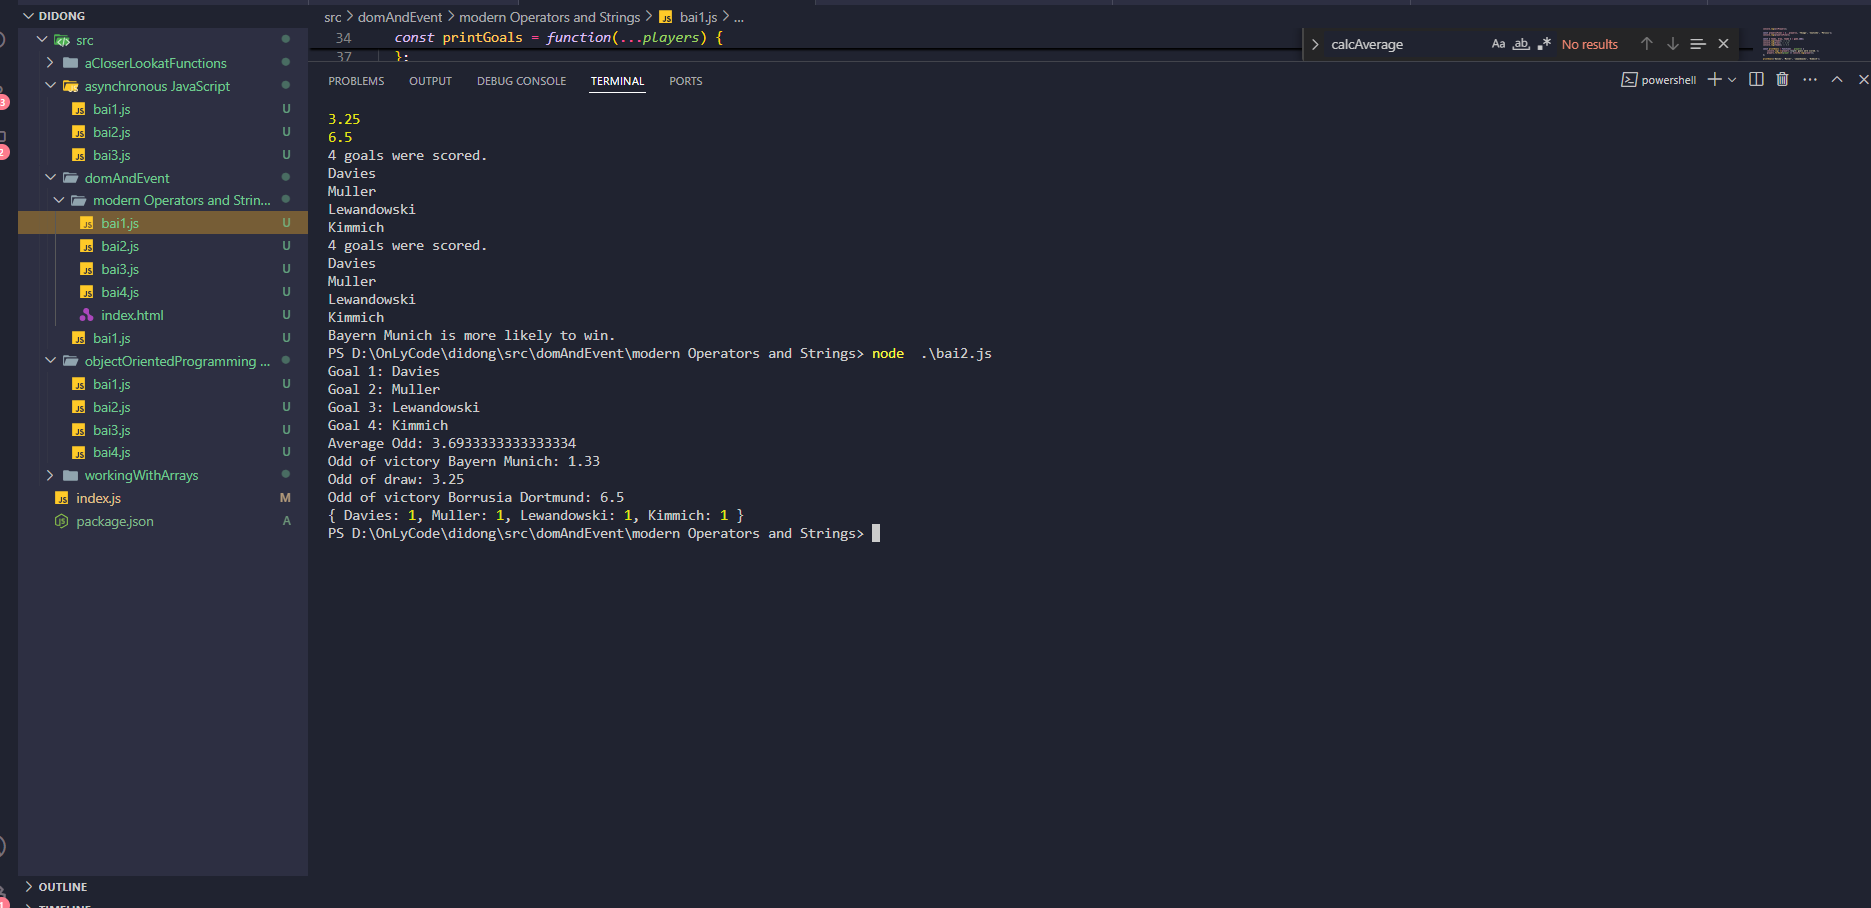 DIDONG
src
aCloserLookatFunctions
asynchronous JavaScript
bai1.js U
bai2.js U
bai3.js U
domAndEvent
modern Operators and Strin...
bai1.js U
bai2.js U
bai3.js U
bai4.js U
index.html U
bai1.js U
objectOrientedProgramming ...
bai1.js U
bai2.js U
bai3.js U
bai4.js U
workingWithArrays
index.js M
package.json A
OUTLINE
TIMELINE
3
2
1
src > domAndEvent > modern Operators and Strings > JS bai1.js > ...
34 const printGoals = function(...players) {
37 };
calcAverage Aa ab .* No results
PROBLEMS OUTPUT DEBUG CONSOLE TERMINAL PORTS
powershell
3.25
6.5
4 goals were scored.
Davies
Muller
Lewandowski
Kimmich
4 goals were scored.
Davies
Muller
Lewandowski
Kimmich
Bayern Munich is more likely to win.
PS D:\OnLyCode\didong\src\domAndEvent\modern Operators and Strings> node  .\bai2.js
Goal 1: Davies
Goal 2: Muller
Goal 3: Lewandowski
Goal 4: Kimmich
Average Odd: 3.6933333333333334
Odd of victory Bayern Munich: 1.33
Odd of draw: 3.25
Odd of victory Borrusia Dortmund: 6.5
{ Davies: 1, Muller: 1, Lewandowski: 1, Kimmich: 1 }
PS D:\OnLyCode\didong\src\domAndEvent\modern Operators and Strings>